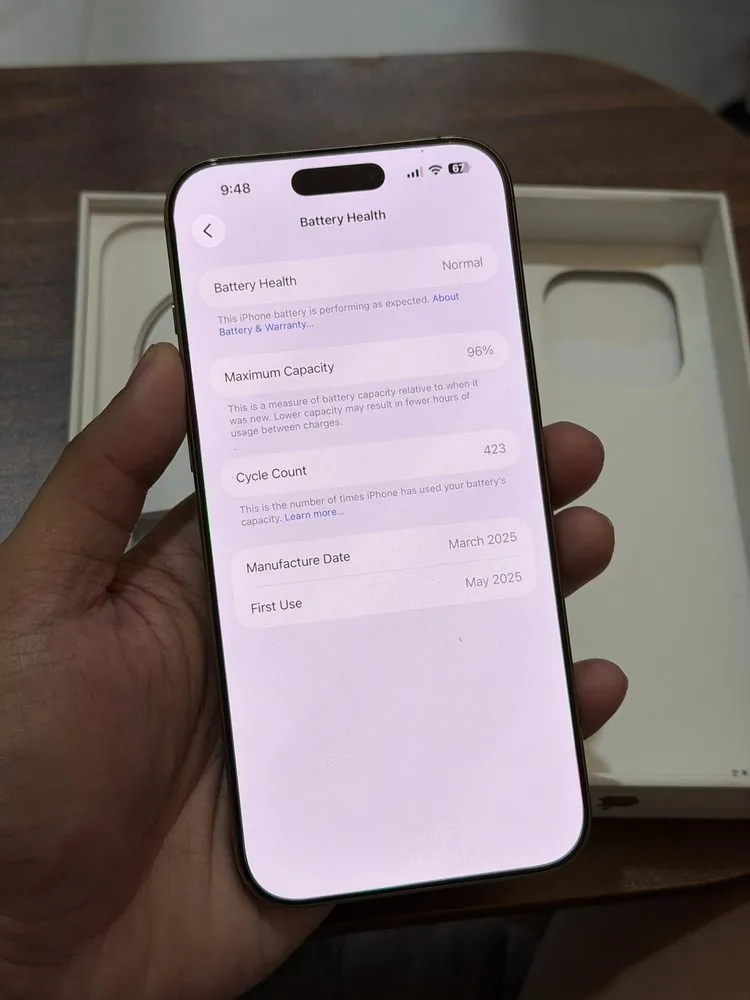 9:48
67
Battery Health
Battery Health Normal
This iPhone battery is performing as expected. About
Battery & Warranty...
Maximum Capacity 96%
This is a measure of battery capacity relative to when it
was new. Lower capacity may result in fewer hours of
usage between charges.
Cycle Count 423
This is the number of times iPhone has used your battery's
capacity. Learn more...
Manufacture Date March 2025
First Use May 2025